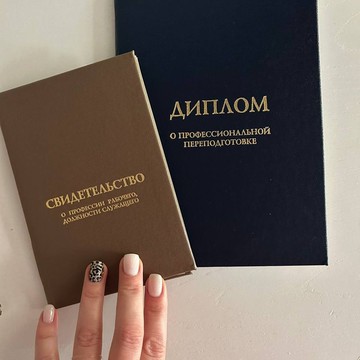 ДИПЛОМ
О ПРОФЕССИОНАЛЬНОЙ
ПЕРЕПОДГОТОВКЕ
СВИДЕТЕЛЬСТВО
О ПРОФЕССИИ РАБОЧЕГО,
ДОЛЖНОСТИ СЛУЖАЩЕГО